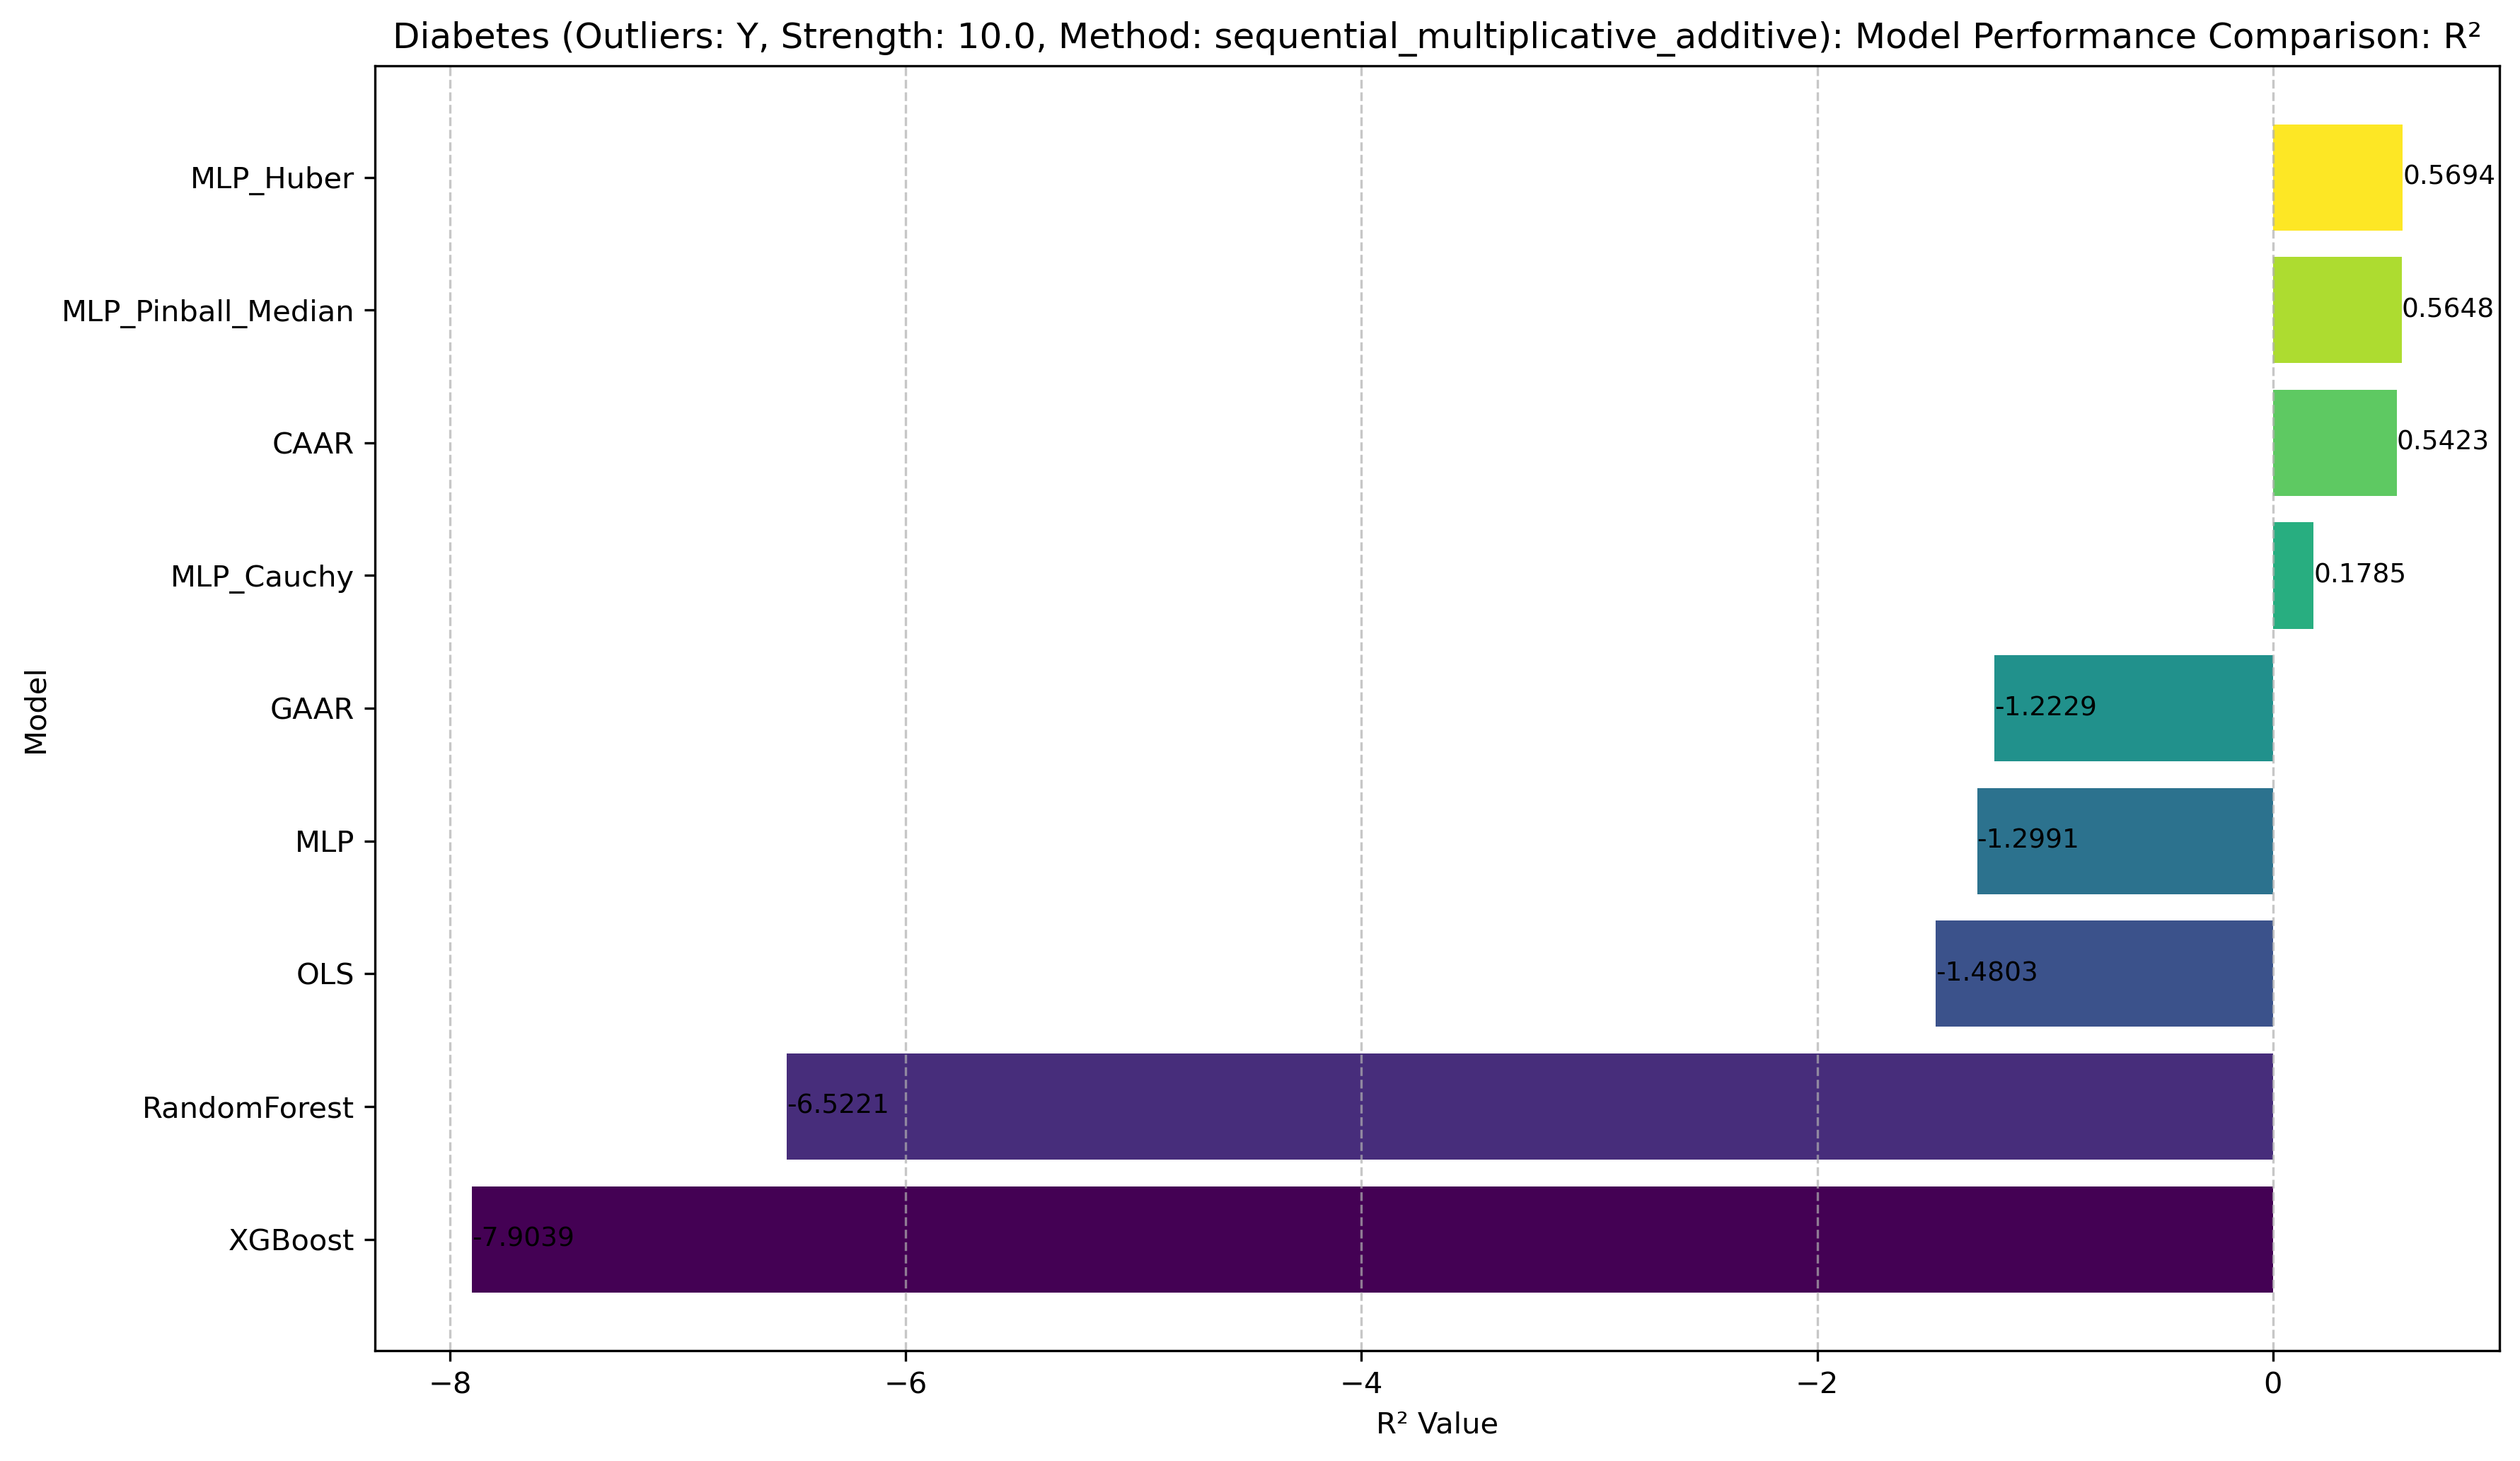 Diabetes (Outliers: Y, Strength: 10.0, Method: sequential_multiplicative_additive): Model Performance Comparison: R²
MLP_Huber
0.5694
MLP_Pinball_Median
0.5648
CAAR
0.5423
MLP_Cauchy
0.1785
Model
GAAR
-1.2229
MLP
-1.2991
OLS
-1.4803
RandomForest
-6.5221
XGBoost
-7.9039
−8
−6
−4
−2
0
R² Value